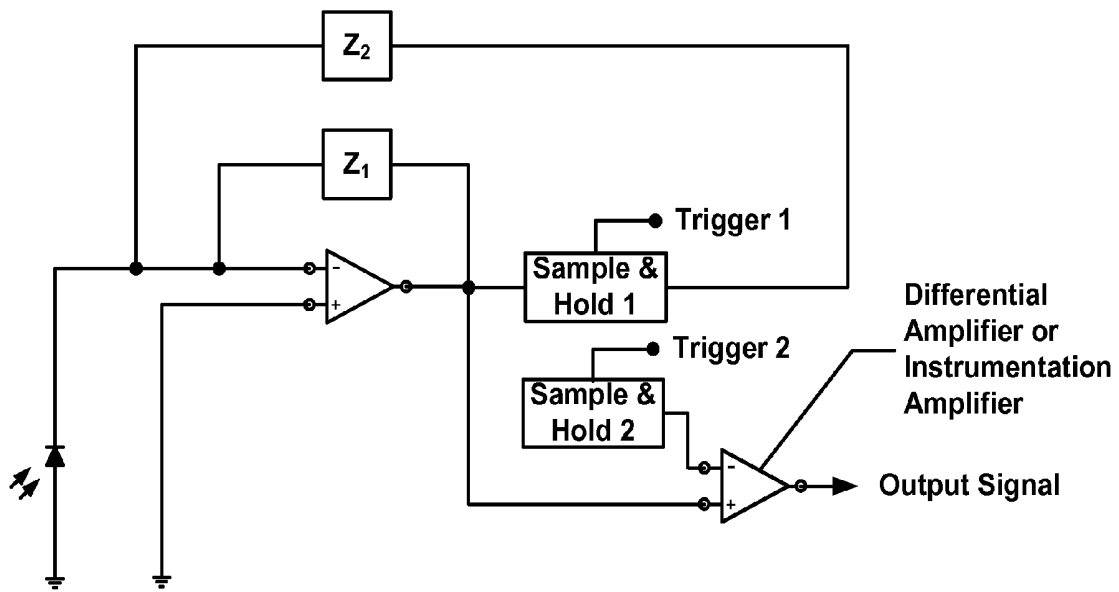 Z2
Z1
Trigger 1
Sample &
Hold 1
Trigger 2
Sample &
Hold 2
Differential
Amplifier or
Instrumentation
Amplifier
Output Signal
-
+
-
+